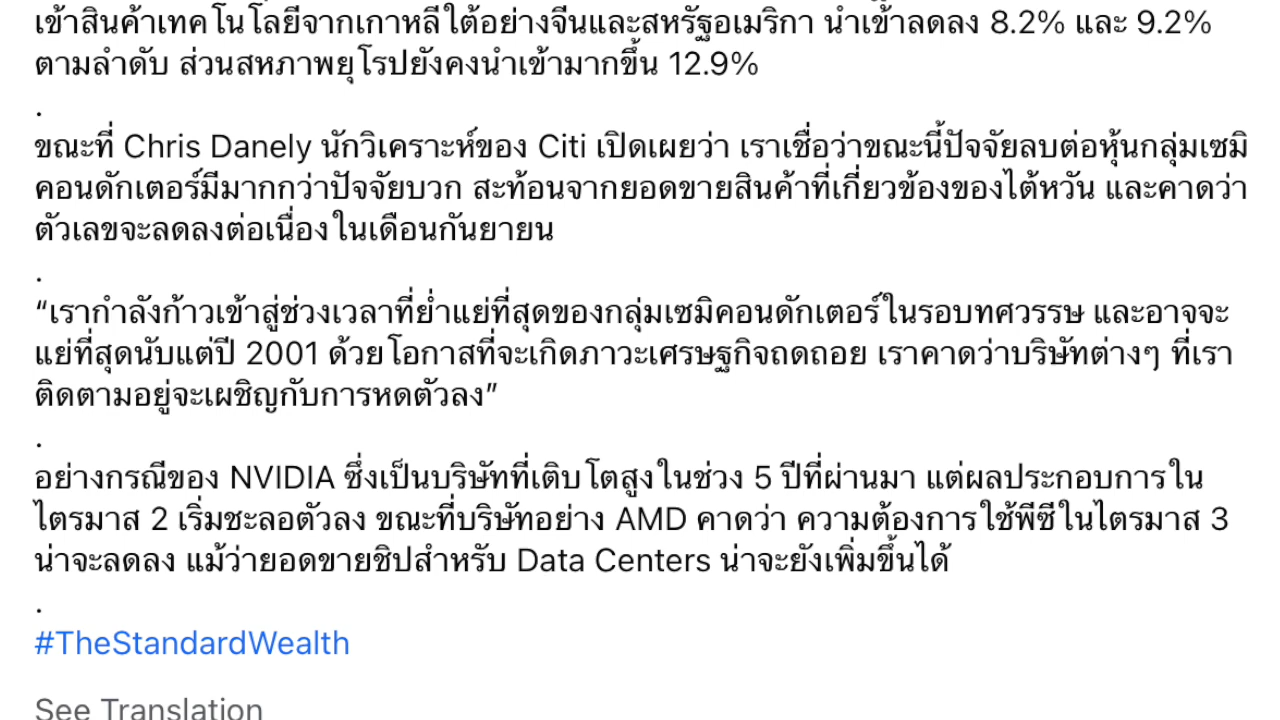 เข้าสินค้าเทคโนโลยีจากเกาหลีใต้อย่างจีนและสหรัฐอเมริกา นำเข้าลดลง 8.2% และ 9.2%
ตามลำดับ ส่วนสหภาพยุโรปยังคงนำเข้ามากขึ้น 12.9%
.
ขณะที่ Chris Danely นักวิเคราะห์ของ Citi เปิดเผยว่า เราเชื่อว่าขณะนี้ปัจจัยลบต่อหุ้นกลุ่มเซมิ
คอนดักเตอร์มีมากกว่าปัจจัยบวก สะท้อนจากยอดขายสินค้าที่เกี่ยวข้องของไต้หวัน และคาดว่า
ตัวเลขจะลดลงต่อเนื่องในเดือนกันยายน
.
“เรากำลังก้าวเข้าสู่ช่วงเวลาที่ย่ำแย่ที่สุดของกลุ่มเซมิคอนดักเตอร์ในรอบทศวรรษ และอาจจะ
แย่ที่สุดนับแต่ปี 2001 ด้วยโอกาสที่จะเกิดภาวะเศรษฐกิจถดถอย เราคาดว่าบริษัทต่างๆ ที่เรา
ติดตามอยู่จะเผชิญกับการหดตัวลง”
.
อย่างกรณีของ NVIDIA ซึ่งเป็นบริษัทที่เติบโตสูงในช่วง 5 ปีที่ผ่านมา แต่ผลประกอบการใน
ไตรมาส 2 เริ่มชะลอตัวลง ขณะที่บริษัทอย่าง AMD คาดว่า ความต้องการใช้พีซีในไตรมาส 3
น่าจะลดลง แม้ว่ายอดขายชิปสำหรับ Data Centers น่าจะยังเพิ่มขึ้นได้
.
#TheStandardWealth
See Translation